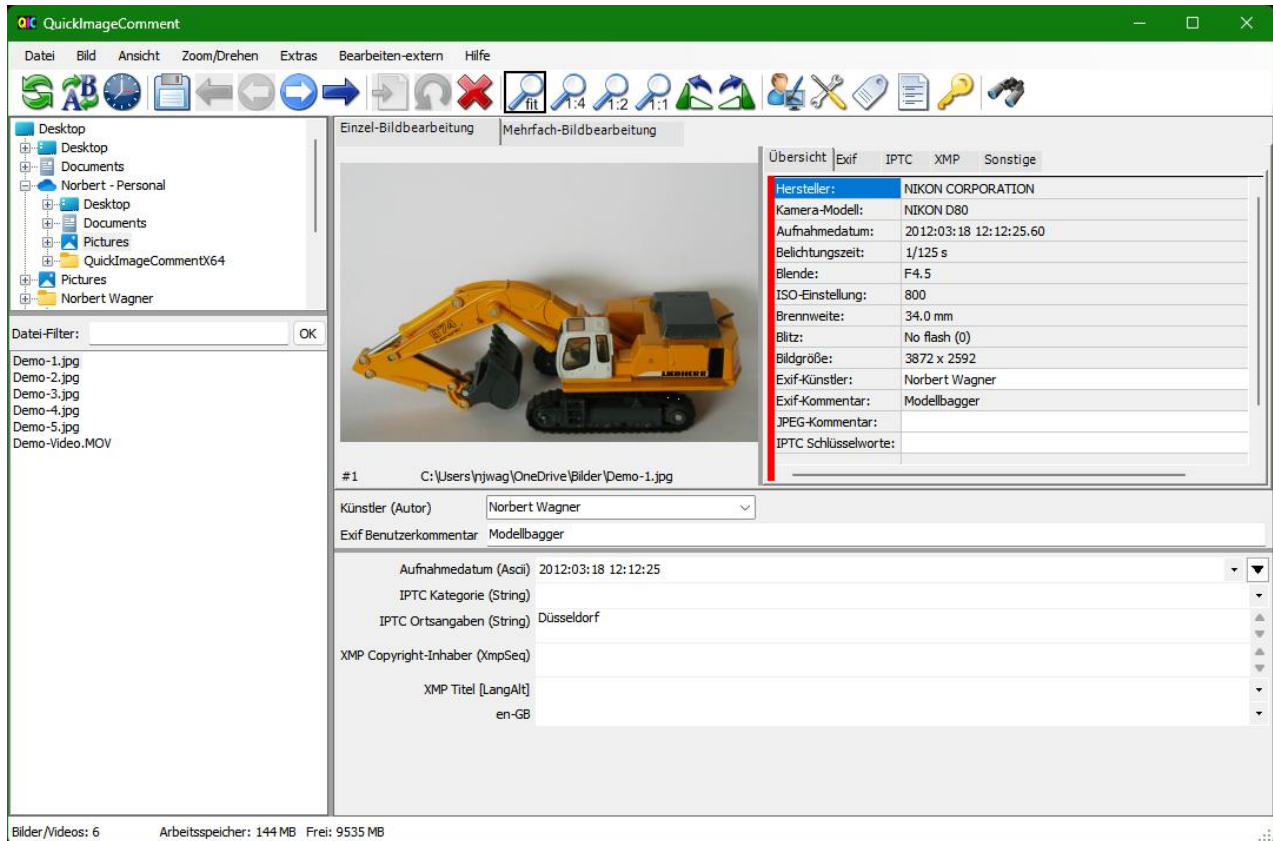 QIC QuickImageComment
Datei Bild Ansicht Zoom/Drehen Extras Bearbeiten-extern Hilfe
AB fit 1:4 1:2 1:1
Desktop
Desktop
Documents
Norbert - Personal
Desktop
Documents
Pictures
QuickImageCommentX64
Pictures
Norbert Wagner
Datei-Filter: OK
Demo-1.jpg
Demo-2.jpg
Demo-3.jpg
Demo-4.jpg
Demo-5.jpg
Demo-Video.MOV
Einzel-Bildbearbeitung Mehrfach-Bildbearbeitung
E74
LIEBHERR
#1 C:\Users\njwag\OneDrive\Bilder\Demo-1.jpg
Übersicht Exif IPTC XMP Sonstige
Hersteller: NIKON CORPORATION
Kamera-Modell: NIKON D80
Aufnahmedatum: 2012:03:18 12:12:25.60
Belichtungszeit: 1/125 s
Blende: F4.5
ISO-Einstellung: 800
Brennweite: 34.0 mm
Blitz: No flash (0)
Bildgröße: 3872 x 2592
Exif-Künstler: Norbert Wagner
Exif-Kommentar: Modellbagger
JPEG-Kommentar:
IPTC Schlüsselworte:
Künstler (Autor) Norbert Wagner
Exif Benutzerkommentar Modellbagger
Aufnahmedatum (Ascii) 2012:03:18 12:12:25
IPTC Kategorie (String)
IPTC Ortsangaben (String) Düsseldorf
XMP Copyright-Inhaber (XmpSeq)
XMP Titel [LangAlt]
en-GB
Bilder/Videos: 6 Arbeitsspeicher: 144 MB Frei: 9535 MB